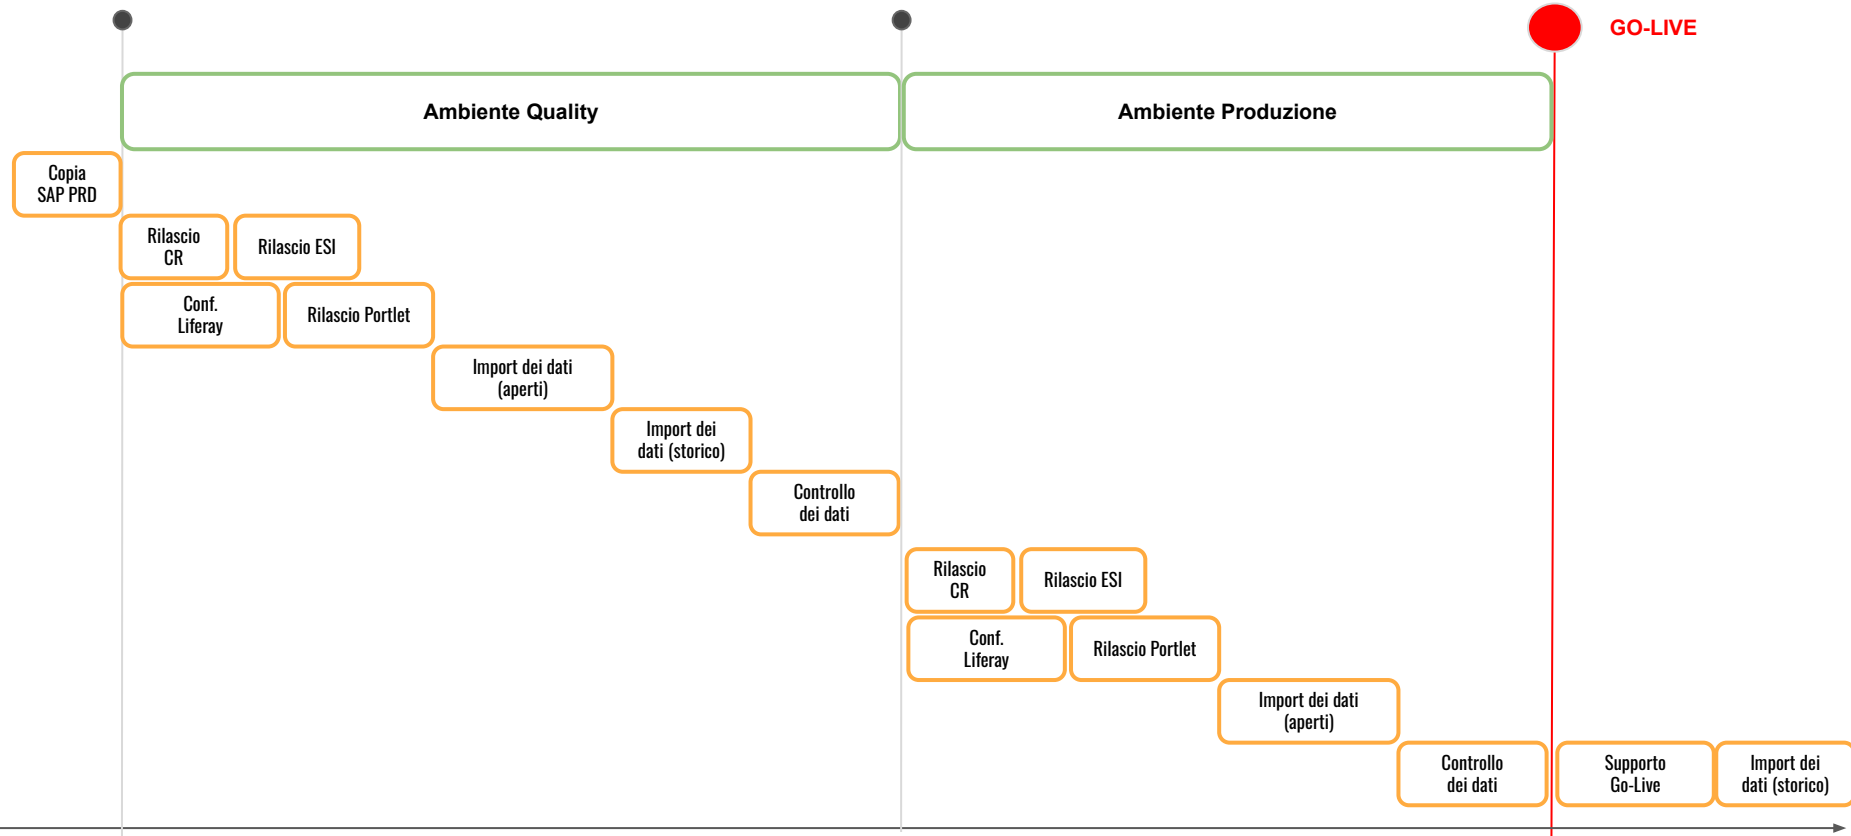 GO-LIVE
Ambiente Quality
Ambiente Produzione
Copia
SAP PRD
Rilascio
CR
Rilascio ESI
Conf.
Liferay
Rilascio Portlet
Import dei dati
(aperti)
Import dei
dati (storico)
Controllo
dei dati
Rilascio
CR
Rilascio ESI
Conf.
Liferay
Rilascio Portlet
Import dei dati
(aperti)
Controllo
dei dati
Supporto
Go-Live
Import dei
dati (storico)